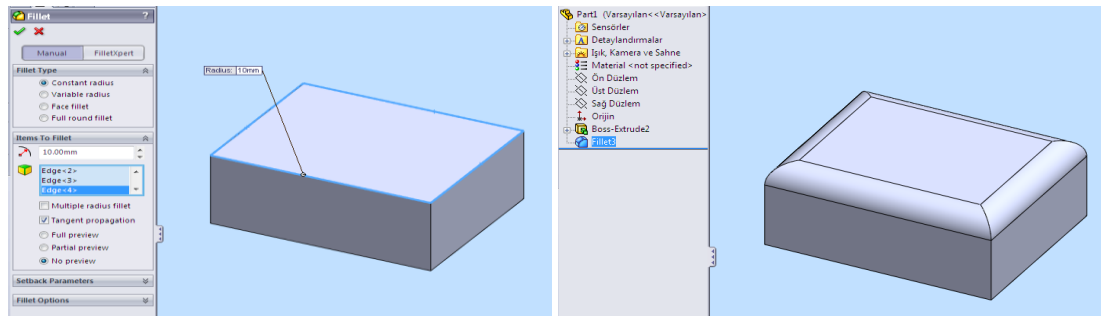 Fillet ?
Manual FilletXpert
Fillet Type
Constant radius
Variable radius
Face fillet
Full round fillet
Items To Fillet
10.00mm
Edge<2>
Edge<3>
Edge<4>
Multiple radius fillet
Tangent propagation
Full preview
Partial preview
No preview
Setback Parameters
Fillet Options
Radius: 10mm
Part1 (Varsayılan<<Varsayılan>
Sensörler
Detaylandırmalar
Işık, Kamera ve Sahne
Material <not specified>
Ön Düzlem
Üst Düzlem
Sağ Düzlem
Orijin
Boss-Extrude2
Fillet3